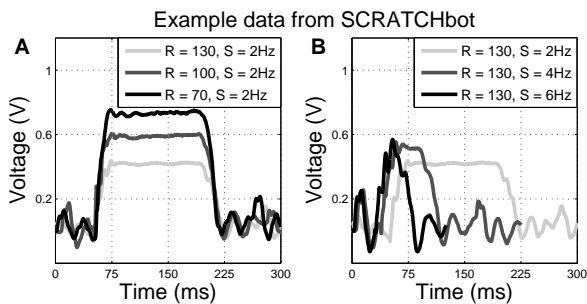 Example data from SCRATCHbot
A
R = 130, S = 2Hz
R = 100, S = 2Hz
R = 70, S = 2Hz
Voltage (V)
1
0.6
0.2
0 75 150 225 300
Time (ms)
B
R = 130, S = 2Hz
R = 130, S = 4Hz
R = 130, S = 6Hz
Voltage (V)
1
0.6
0.2
0 75 150 225 300
Time (ms)